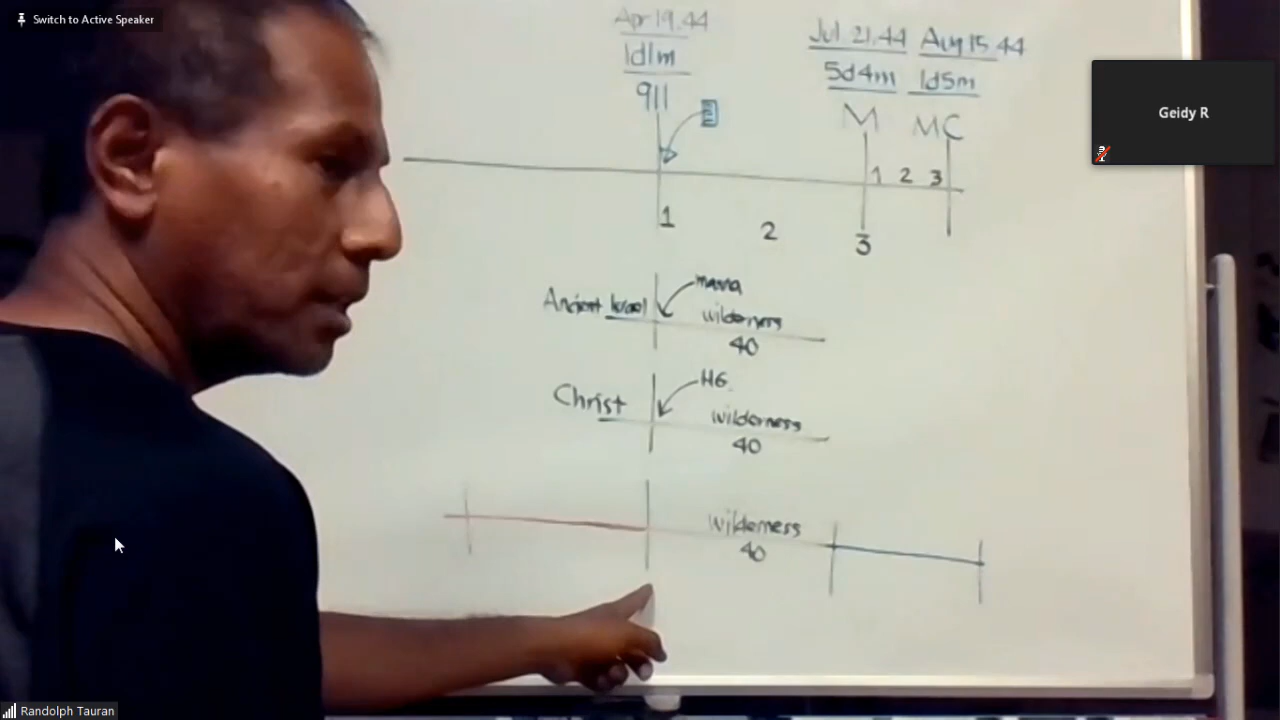 Switch to Active Speaker
Apr 19.44
Jul 21.44 Aug 15.44
1d1m
5d4m 1d5m
911
M MC
Geidy R
1 2 3
1 2 3
manna
Ancient Israel
wilderness
40
HG.
Christ
wilderness
40
wilderness
40
Randolph Tauran